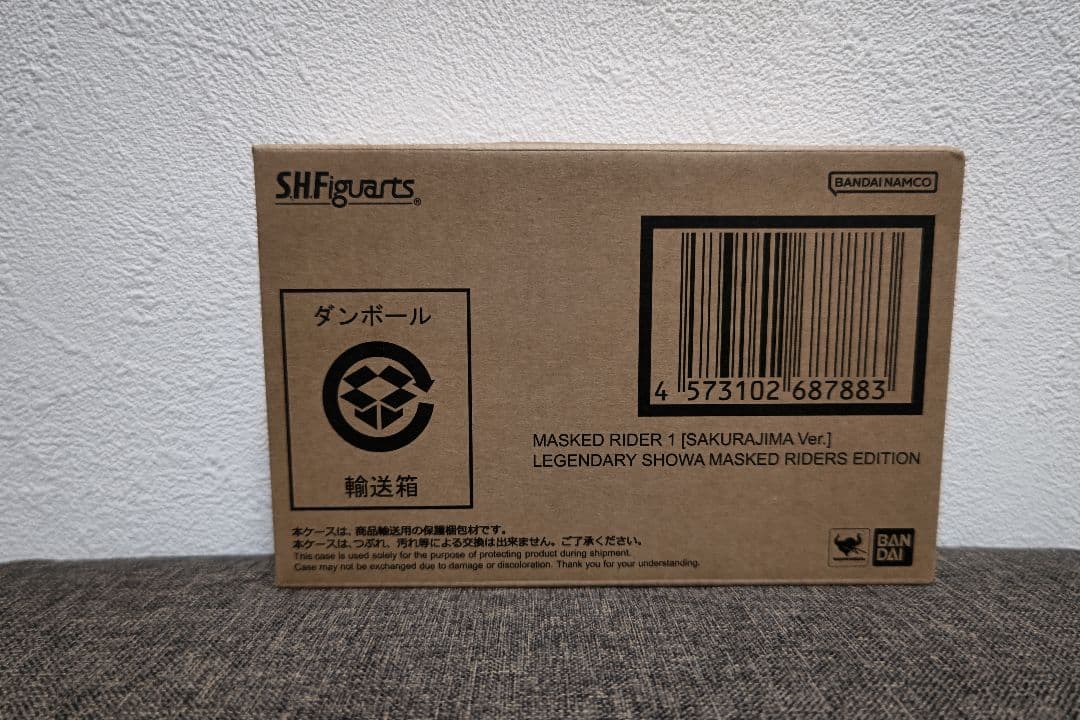 S.H.Figuarts®
BANDAI NAMCO
ダンボール
輸送箱
4 573102 687883
MASKED RIDER 1 [SAKURAJIMA Ver.]
LEGENDARY SHOWA MASKED RIDERS EDITION
本ケースは、商品輸送用の保護梱包材です。
本ケースは、つぶれ、汚れ等による交換は出来ません。ご了承ください。
This case is used solely for the purpose of protecting product during shipment.
Case may not be exchanged due to damage or discoloration. Thank you for your understanding.
BAN
DAI